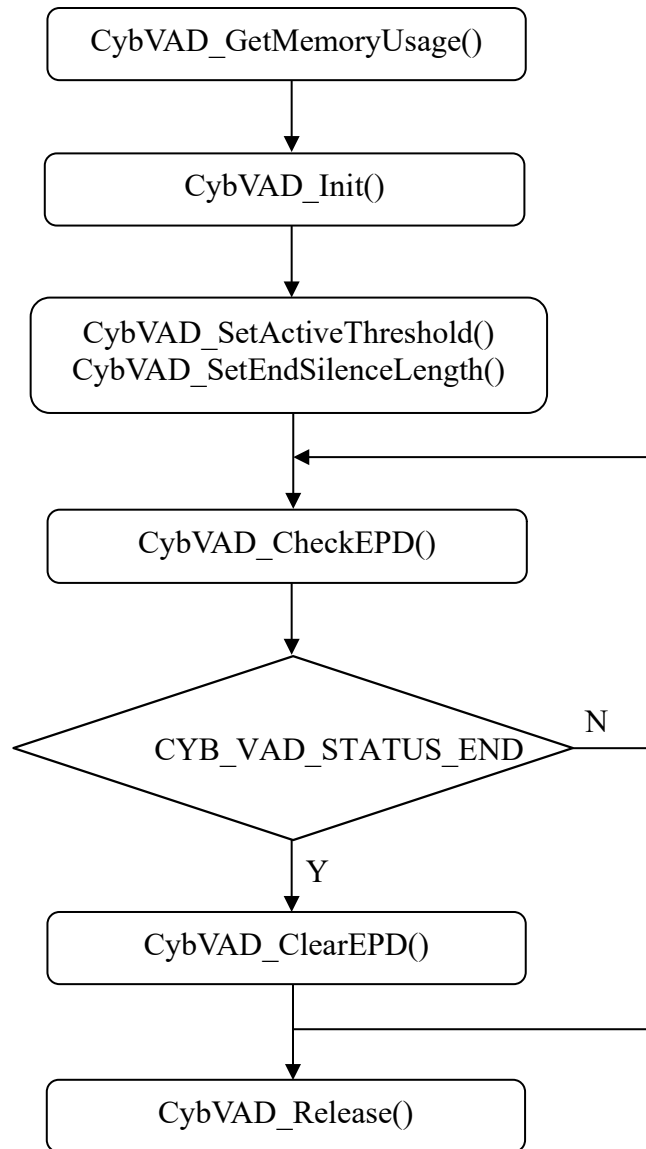 CybVAD_GetMemoryUsage()
CybVAD_Init()
CybVAD_SetActiveThreshold()
CybVAD_SetEndSilenceLength()
CybVAD_CheckEPD()
CYB_VAD_STATUS_END
N
Y
CybVAD_ClearEPD()
CybVAD_Release()